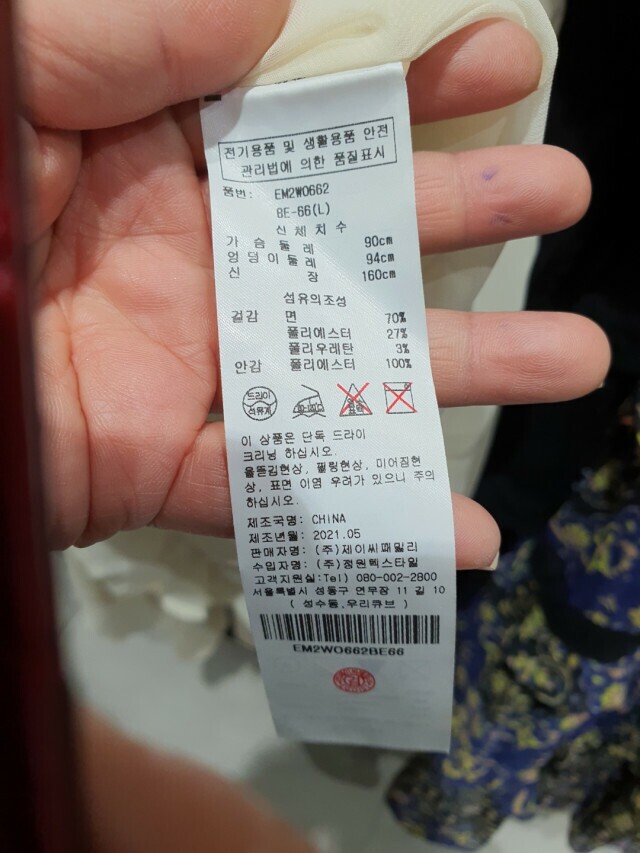 전기용품 및 생활용품 안전
관리법에 의한 품질표시
품번: EM2WO662
BE-66(L)
신체치수
가슴둘레 90cm
엉덩이둘레 94cm
신장 160cm
섬유의조성
겉감 면 70%
폴리에스터 27%
폴리우레탄 3%
안감 폴리에스터 100%
드라이
석유계
이 상품은 단독 드라이
크리닝 하십시오.
올뜯김현상, 필링현상, 미어짐현
상, 표면 이염 우려가 있으니 주의
하십시오.
제조국명: CHINA
제조년월: 2021.05
판매자명: (주)제이씨패밀리
수입자명: (주)정원텍스타일
고객지원실:Tel) 080-002-2800
서울특별시 성동구 연무장 11 길 10
( 성수동,우리큐브 )
EM2WO662BE66